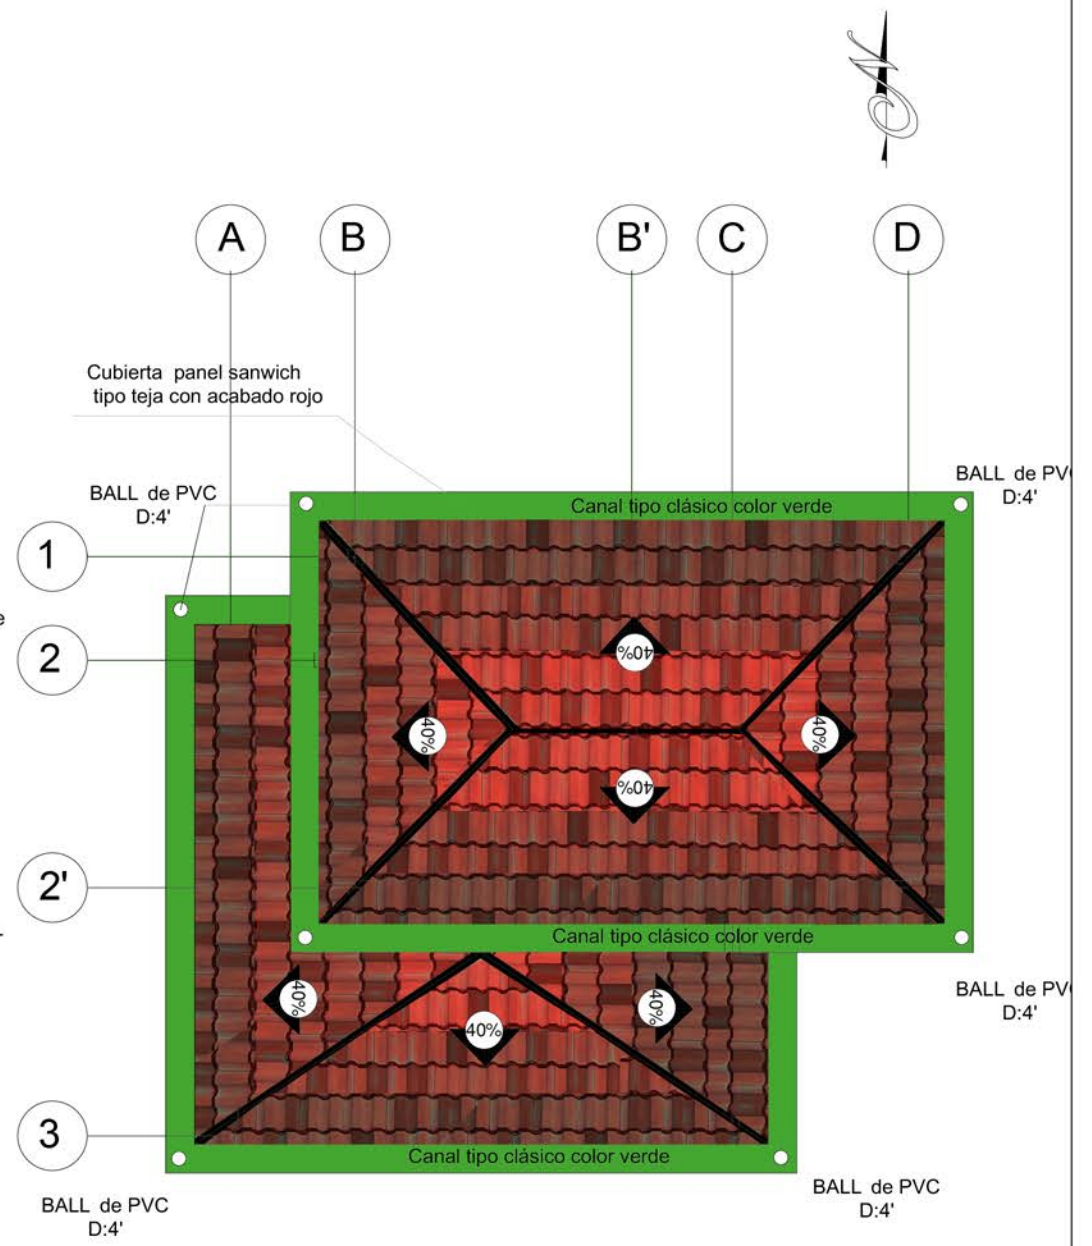 A
B
B'
C
D
Cubierta panel sanwich
tipo teja con acabado rojo
BALL de PVC
D:4'
BALL de PV
D:4'
Canal tipo clásico color verde
1
2
40%
40%
40%
40%
2'
Canal tipo clásico color verde
40%
40%
40%
BALL de PV
D:4'
3
Canal tipo clásico color verde
BALL de PVC
D:4'
BALL de PVC
D:4'